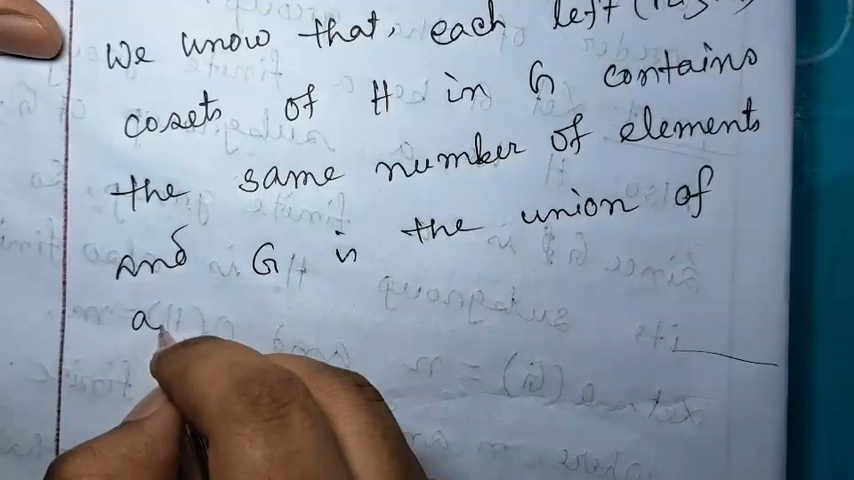 We know that, each left (right)
cosets of H in G contains
the same number of elements
and G is the union of
a